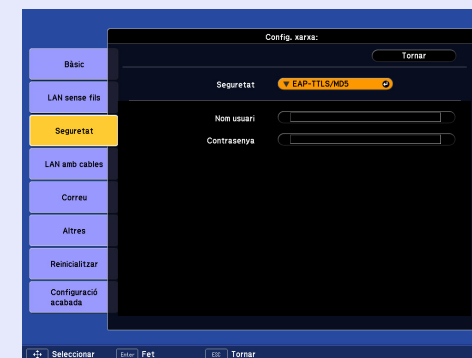 Config. xarxa:
Tornar
Bàsic
LAN sense fils
Seguretat
LAN amb cables
Correu
Altres
Reinicialitzar
Configuració
acabada
Seguretat EAP-TTLS/MD5
Nom usuari
Contrasenya
Seleccionar Enter Fet ESC Tornar